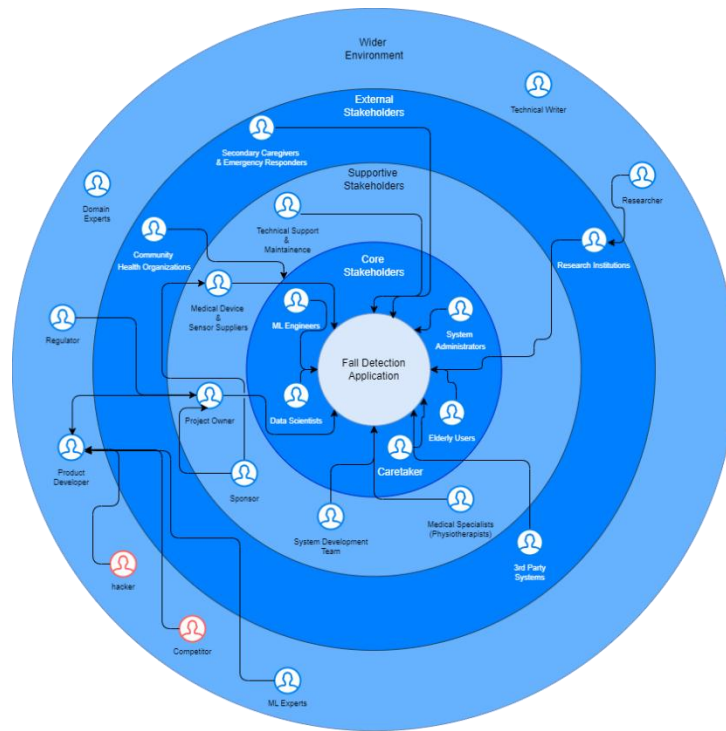 Wider
Environment
Technical Writer
External
Stakeholders
Secondary Caregivers
& Emergency Responders
Supportive
Stakeholders
Researcher
Domain
Experts
Technical Support
&
Maintainence
Community
Health Organizations
Research Institutions
Core
Stakeholders
Medical Device
&
Sensor Suppliers
ML Engineers
System
Administrators
Regulator
Fall Detection
Application
Data Scientists
Project Owner
Elderly Users
Product
Developer
Sponsor
Caretaker
System Development
Team
Medical Specialists
(Physiotherapists)
3rd Party
Systems
hacker
Competitor
ML Experts